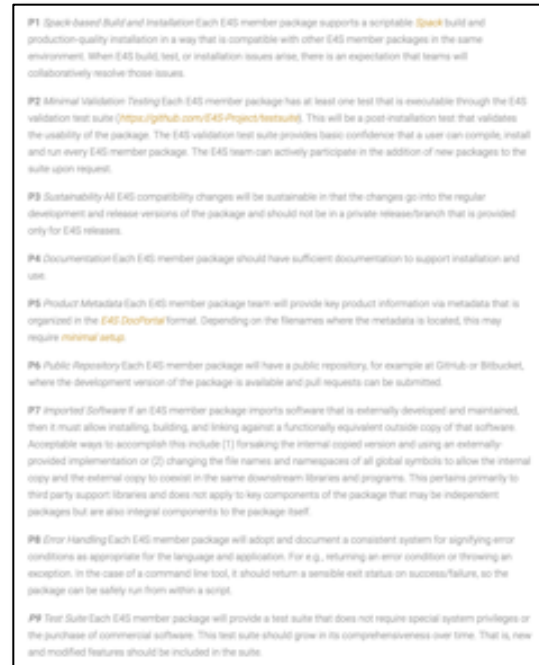 P1 Spack-based Build and Installation Each E4S member package supports a scriptable Spack build and
production-quality installation in a way that is compatible with other E4S member packages in the same
environment. When E4S build, test, or installation issues arise, there is an expectation that teams will
collaboratively resolve those issues.
P2 Minimal Validation Testing Each E4S member package has at least one test that is executable through the E4S
validation test suite (https://github.com/E4S-Project/testsuite). This will be a post-installation test that validates
the usability of the package. The E4S validation test suite provides basic confidence that a user can compile, install
and run every E4S member package. The E4S team can actively participate in the addition of new packages to the
suite upon request.
P3 Sustainability All E4S compatibility changes will be sustainable in that the changes go into the regular
development and release versions of the package and should not be in a private release/branch that is provided
only for E4S releases.
P4 Documentation Each E4S member package should have sufficient documentation to support installation and
use.
P5 Product Metadata Each E4S member package team will provide key product information via metadata that is
organized in the E4S DocPortal format. Depending on the filenames where the metadata is located, this may
require minimal setup.
P6 Public Repository Each E4S member package will have a public repository, for example at GitHub or Bitbucket,
where the development version of the package is available and pull requests can be submitted.
P7 Imported Software If an E4S member package imports software that is externally developed and maintained,
then it must allow installing, building, and linking against a functionally equivalent outside copy of that software.
Acceptable ways to accomplish this include (1) forsaking the internal copied version and using an externally-
provided implementation or (2) changing the file names and namespaces of all global symbols to allow the internal
copy and the external copy to coexist in the same downstream libraries and programs. This pertains primarily to
third party support libraries and does not apply to key components of the package that may be independent
packages but are also integral components to the package itself.
P8 Error Handling Each E4S member package will adopt and document a consistent system for signifying error
conditions as appropriate for the language and application. For e.g., returning an error condition or throwing an
exception. In the case of a command line tool, it should return a sensible exit status on success/failure, so the
package can be safely run from within a script.
P9 Test Suite Each E4S member package will provide a test suite that does not require special system privileges or
the purchase of commercial software. This test suite should grow in its comprehensiveness over time. That is, new
and modified features should be included in the suite.